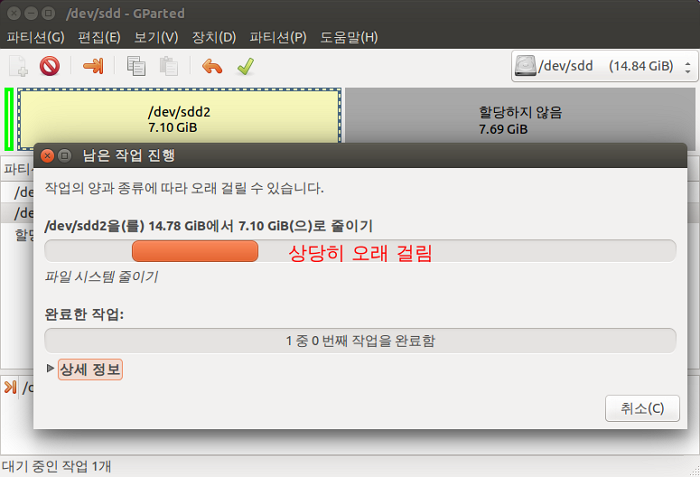 /dev/sdd - GParted
파티션(G) 편집(E) 보기(V) 장치(D) 파티션(P) 도움말(H)
/dev/sdd (14.84 GiB)
/dev/sdd2
7.10 GiB
할당하지 않음
7.69 GiB
남은 작업 진행
작업의 양과 종류에 따라 오래 걸릴 수 있습니다.
/dev/sdd2을(를) 14.78 GiB에서 7.10 GiB(으)로 줄이기
상당히 오래 걸림
파일 시스템 줄이기
완료한 작업:
1 중 0 번째 작업을 완료함
상세 정보
취소(C)
대기 중인 작업 1개